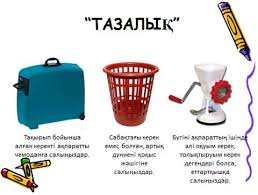 “ТАЗАЛЫҚ”
Тақырып бойынша
алған керекті ақпаратты
чемоданға салыңыздар.
Сабақтағы керек
емес болған, артық
дүниені қоқыс
жәшігіне
салыңыздар.
Бүгінгі ақпараттың ішінде
әлі оқуым керек,
толықтыруым керек
дегендері болса,
еттартқышқа
салыңыздар.